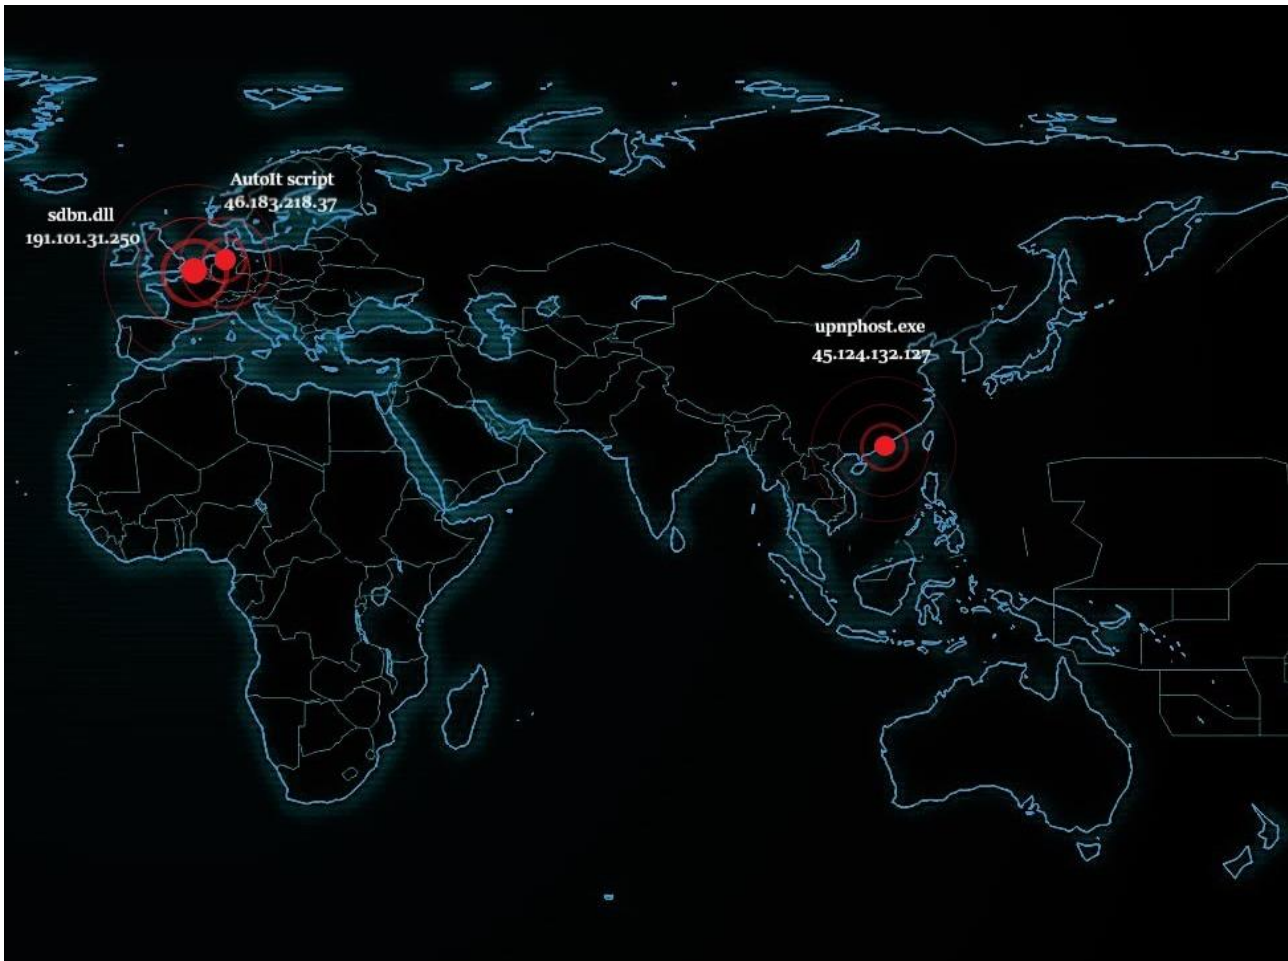 AutoIt script
46.183.218.37
sdbn.dll
191.101.31.250
upnphost.exe
45.124.132.127